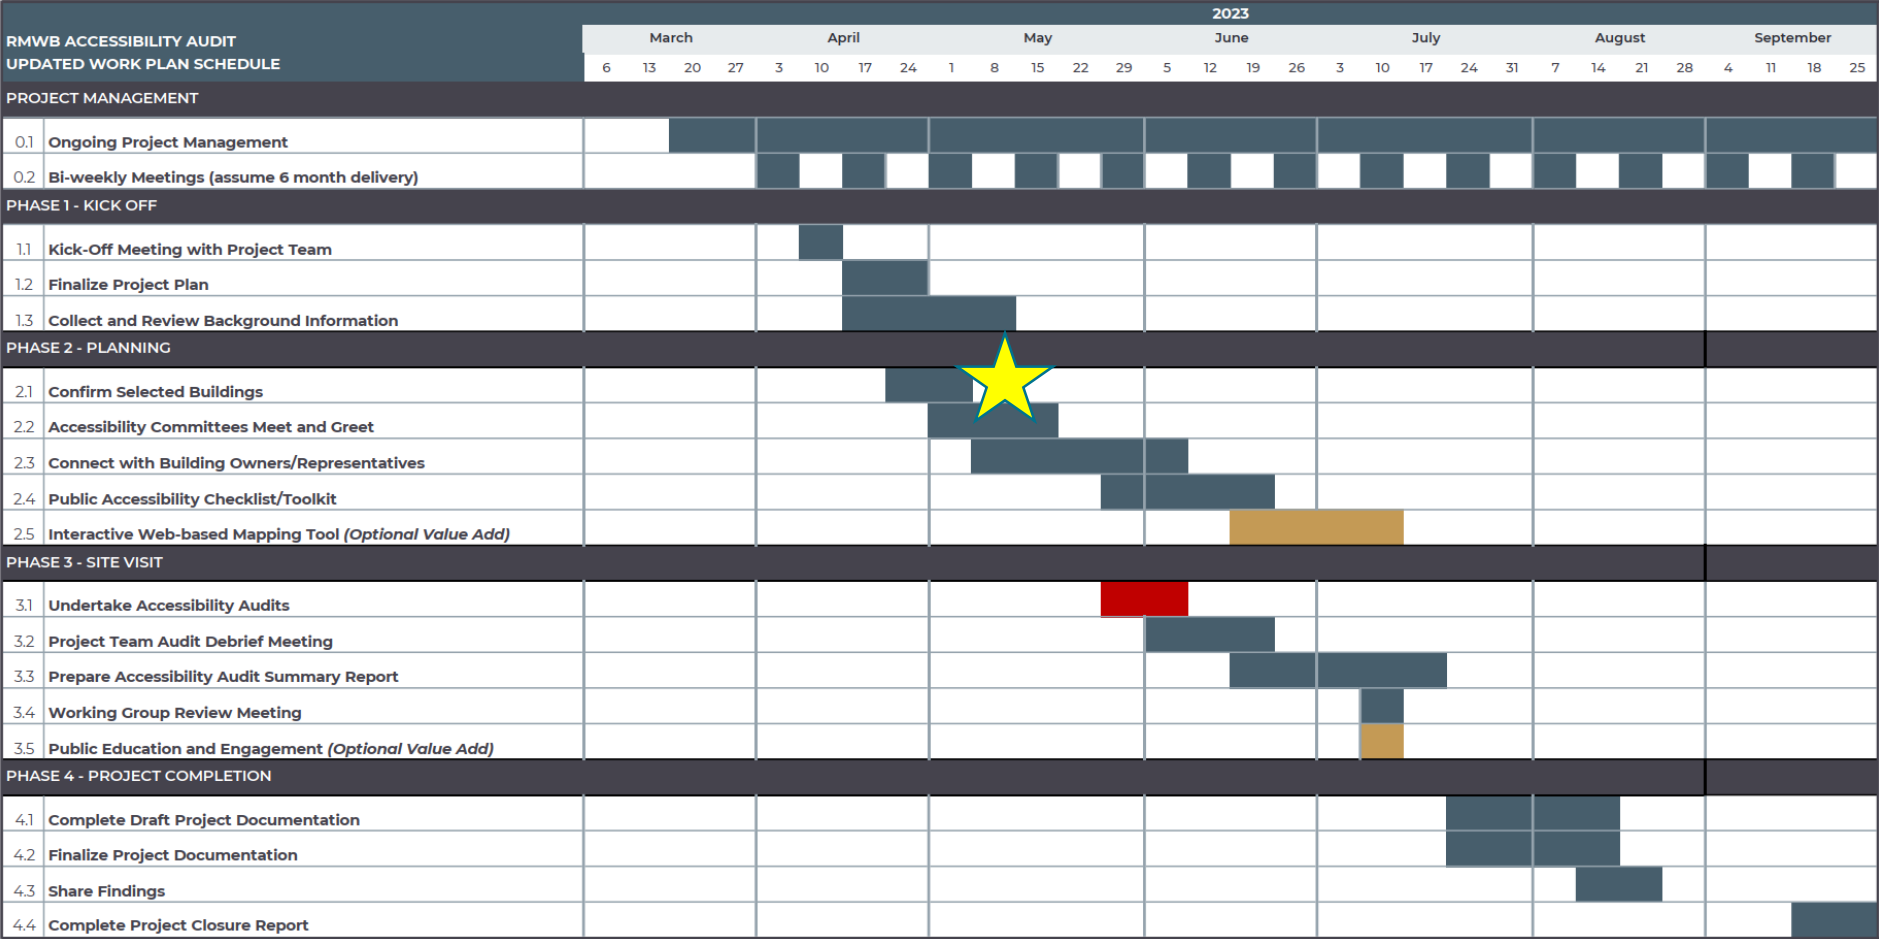 2023
RMWB ACCESSIBILITY AUDIT
UPDATED WORK PLAN SCHEDULE
March April May June July August September
6 13 20 27 3 10 17 24 1 8 15 22 29 5 12 19 26 3 10 17 24 31 7 14 21 28 4 11 18 25
PROJECT MANAGEMENT
0.1 Ongoing Project Management
0.2 Bi-weekly Meetings (assume 6 month delivery)
PHASE 1 - KICK OFF
1.1 Kick-Off Meeting with Project Team
1.2 Finalize Project Plan
1.3 Collect and Review Background Information
PHASE 2 - PLANNING
2.1 Confirm Selected Buildings
2.2 Accessibility Committees Meet and Greet
2.3 Connect with Building Owners/Representatives
2.4 Public Accessibility Checklist/Toolkit
2.5 Interactive Web-based Mapping Tool (Optional Value Add)
PHASE 3 - SITE VISIT
3.1 Undertake Accessibility Audits
3.2 Project Team Audit Debrief Meeting
3.3 Prepare Accessibility Audit Summary Report
3.4 Working Group Review Meeting
3.5 Public Education and Engagement (Optional Value Add)
PHASE 4 - PROJECT COMPLETION
4.1 Complete Draft Project Documentation
4.2 Finalize Project Documentation
4.3 Share Findings
4.4 Complete Project Closure Report